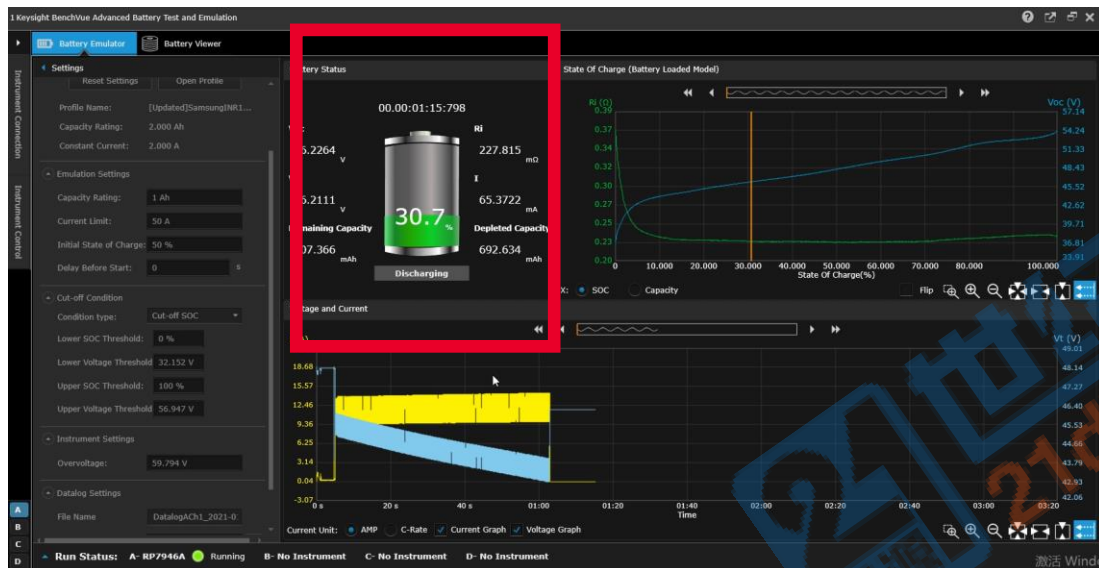 1 Keysight BenchVue Advanced Battery Test and Emulation
Battery Emulator
Battery Viewer
Instrument Connection
Instrument Control
Settings
Reset Settings
Open Profile
Profile Name: [Updated]SamsungINR1...
Capacity Rating: 2.000 Ah
Constant Current: 2.000 A
Emulation Settings
Capacity Rating: 1 Ah
Current Limit: 50 A
Initial State of Charge: 50 %
Delay Before Start: 0 s
Cut-off Condition
Condition type: Cut-off SOC
Lower SOC Threshold: 0 %
Lower Voltage Threshold 32.152 V
Upper SOC Threshold: 100 %
Upper Voltage Threshold 56.947 V
Instrument Settings
Overvoltage: 59.794 V
Datalog Settings
File Name DatalogACh1_2021-0
Status
00.00:01:15:798
Ri
.2264 V
227.815 mΩ
I
.2111 V
65.3722 mA
30.7 %
Capacity
Depleted Capacity
07.366 mAh
692.634 mAh
Discharging
State Of Charge (Battery Loaded Model)
Ri (Ω)
Voc (V)
0.39
0.37
0.34
0.32
0.30
0.27
0.25
0.23
0.20
57.14
54.24
51.33
48.43
45.52
42.62
39.71
36.81
33.91
0 10.000 20.000 30.000 40.000 50.000 60.000 70.000 80.000 100.000
State Of Charge(%)
X: SOC Capacity
Flip
and Current
Vt (V)
18.68
15.57
12.46
9.36
6.25
3.14
0.04
-3.07
49.01
48.14
47.27
46.40
45.53
44.66
43.79
42.93
42.06
0 s 20 s 40 s 01:00 01:20 01:40 02:00 02:20 02:40 03:00 03:20
Time
Current Unit: AMP C-Rate Current Graph Voltage Graph
A
B
C
D
Run Status: A- RP7946A Running B- No Instrument C- No Instrument D- No Instrument
激活 Wind